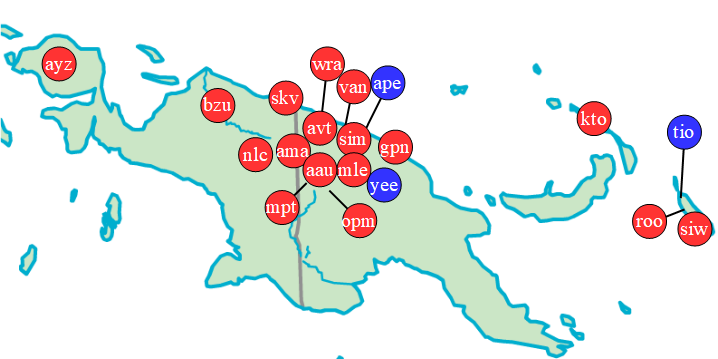 ayz
wra
van
ape
bzu
skv
kto
avt
sim
tio
nlc
ama
gpn
aau
mle
yee
mpt
opm
roo
siw